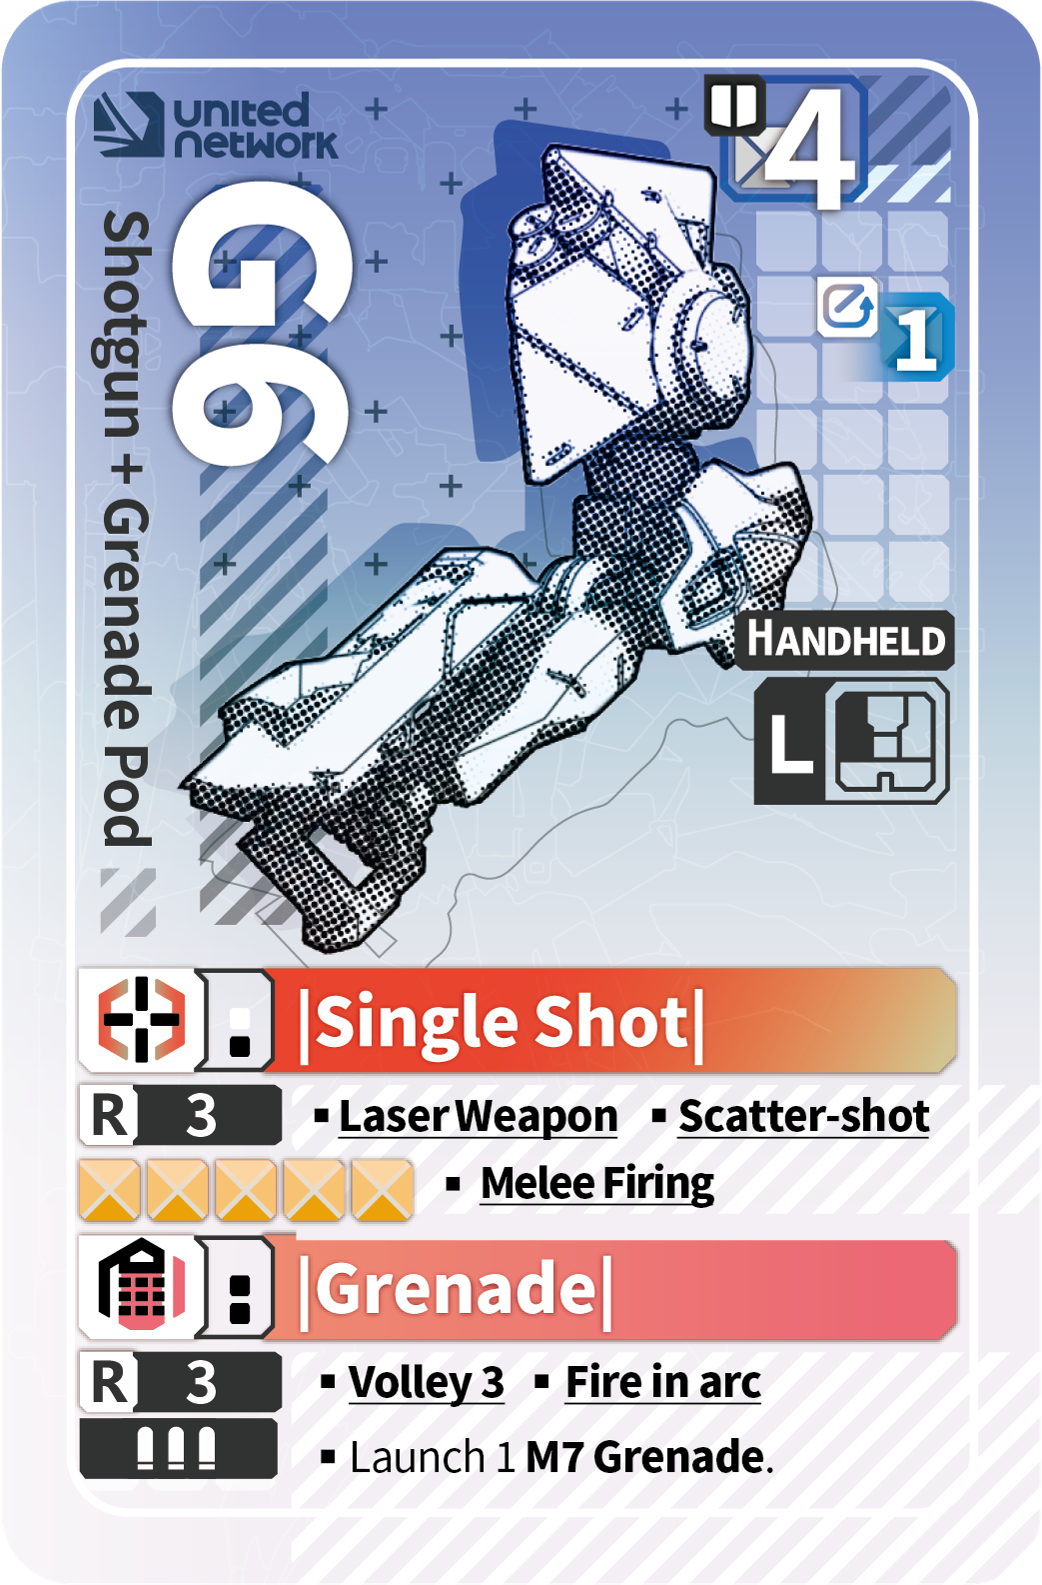 united
network
4
G6
Shotgun + Grenade Pod
1
HANDHELD
L
|Single Shot|
R 3 ▪ Laser Weapon ▪ Scatter-shot
▪ Melee Firing
|Grenade|
R 3 ▪ Volley 3 ▪ Fire in arc
▪ Launch 1 M7 Grenade.